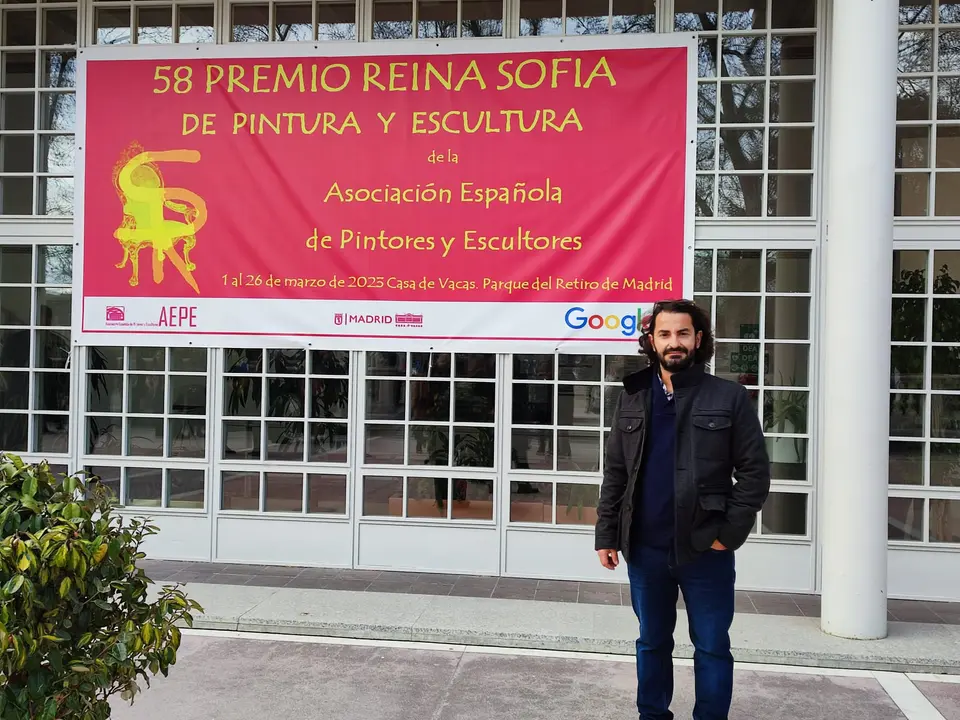 58 PREMIO REINA SOFIA
DE PINTURA Y ESCULTURA
de la
Asociación Española
de Pintores y Escultores
1 al 26 de marzo de 2023 Casa de Vacas. Parque del Retiro de Madrid
AEPE
MADRID
Googl